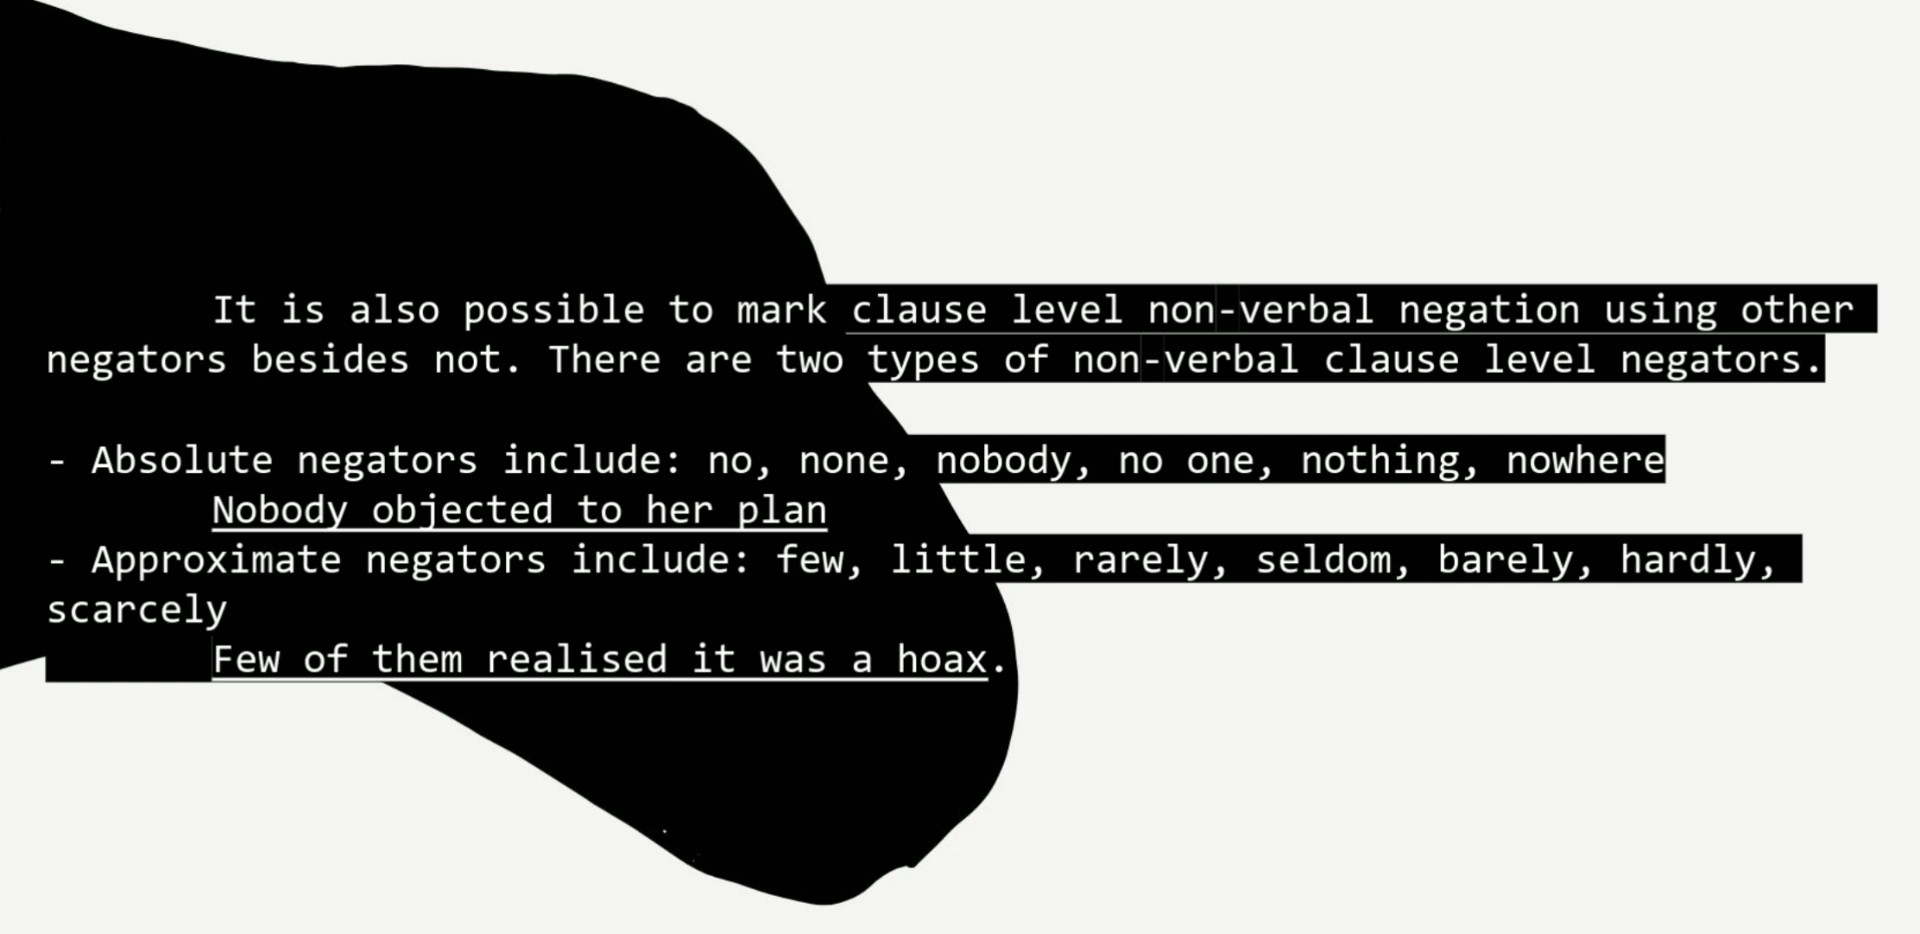 It is also possible to mark clause level non-verbal negation using other
negators besides not. There are two types of non-verbal clause level negators.
- Absolute negators include: no, none, nobody, no one, nothing, nowhere
Nobody objected to her plan
- Approximate negators include: few, little, rarely, seldom, barely, hardly,
scarcely
Few of them realised it was a hoax.